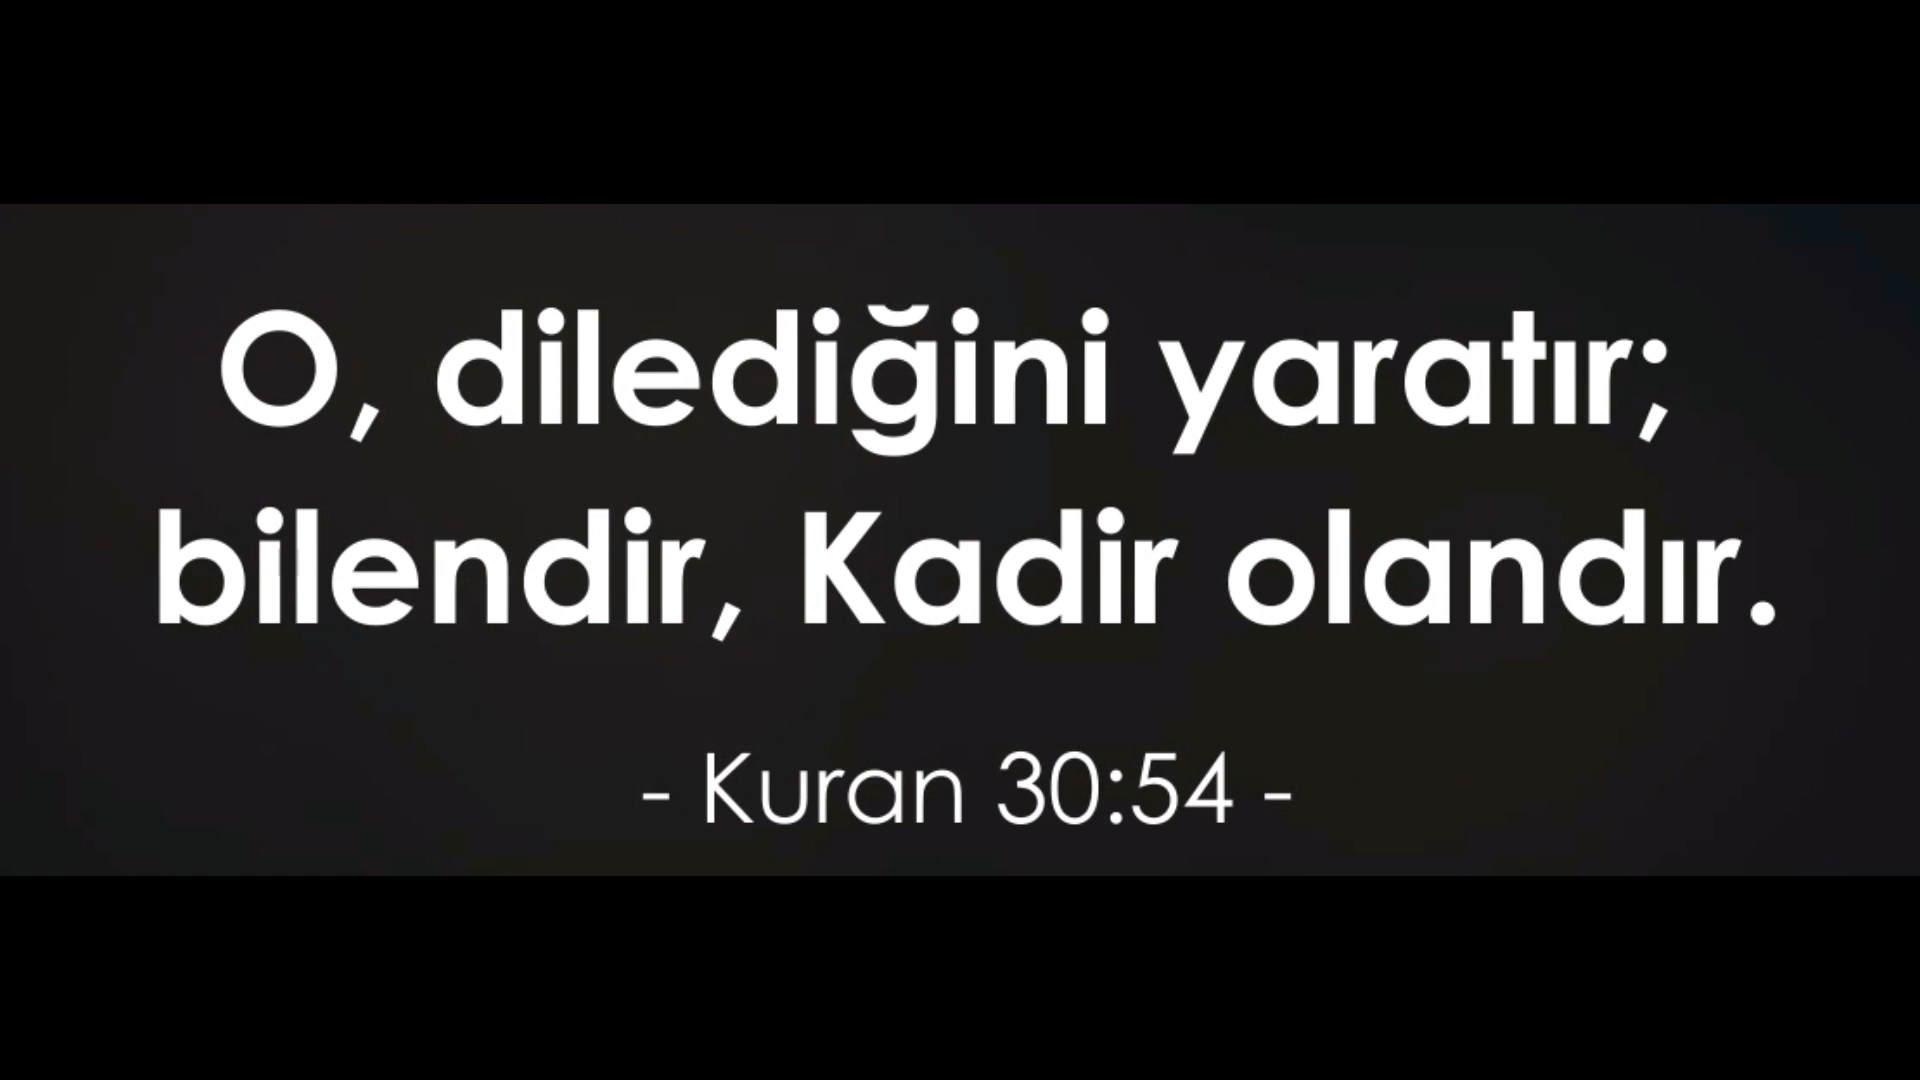 O, dilediğini yaratır;
bilendir, Kadir olandır.
- Kuran 30:54 -